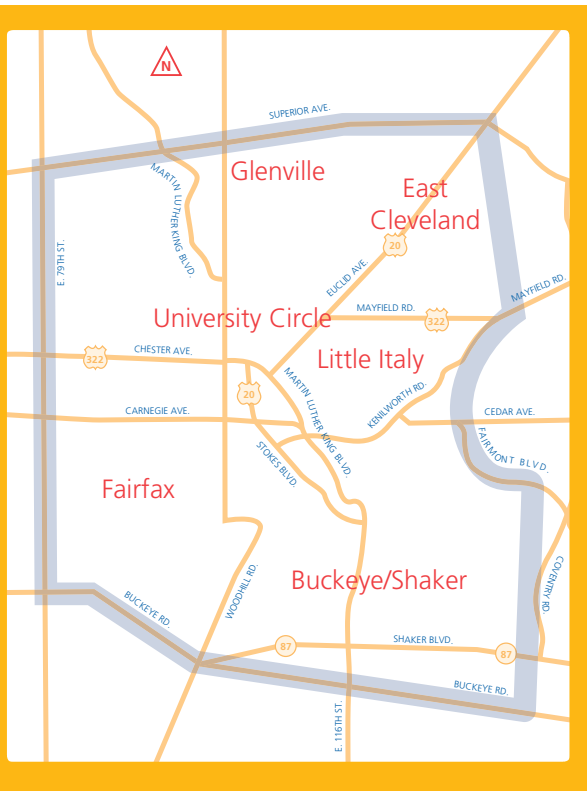 N
SUPERIOR AVE.
Glenville
MARTIN LUTHER KING BLVD.
East
Cleveland
20
E. 79TH ST.
EUCLID AVE.
MAYFIELD RD.
University Circle
MAYFIELD RD.
322
CHESTER AVE.
322
Little Italy
20
MARTIN LUTHER KING BLVD.
KENILWORTH RD.
CARNEGIE AVE.
CEDAR AVE.
STOKES BLVD.
FAIRMONT BLVD.
Fairfax
Buckeye/Shaker
WOODHILL RD.
COVENTRY RD.
BUCKEYE RD.
87
SHAKER BLVD.
87
BUCKEYE RD.
E. 116TH ST.